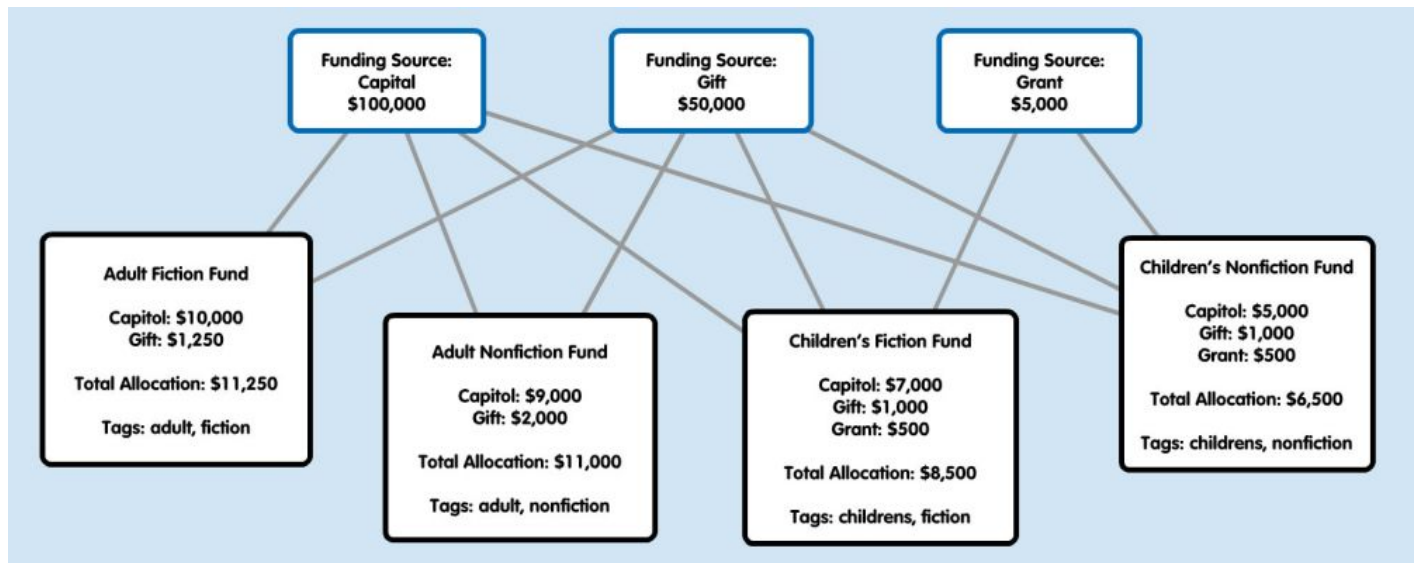 Funding Source:
Capital
$100,000
Funding Source:
Gift
$50,000
Funding Source:
Grant
$5,000
Adult Fiction Fund
Capitol: $10,000
Gift: $1,250
Total Allocation: $11,250
Tags: adult, fiction
Adult Nonfiction Fund
Capitol: $9,000
Gift: $2,000
Total Allocation: $11,000
Tags: adult, nonfiction
Children's Fiction Fund
Capitol: $7,000
Gift: $1,000
Grant: $500
Total Allocation: $8,500
Tags: childrens, fiction
Children's Nonfiction Fund
Capitol: $5,000
Gift: $1,000
Grant: $500
Total Allocation: $6,500
Tags: childrens, nonfiction